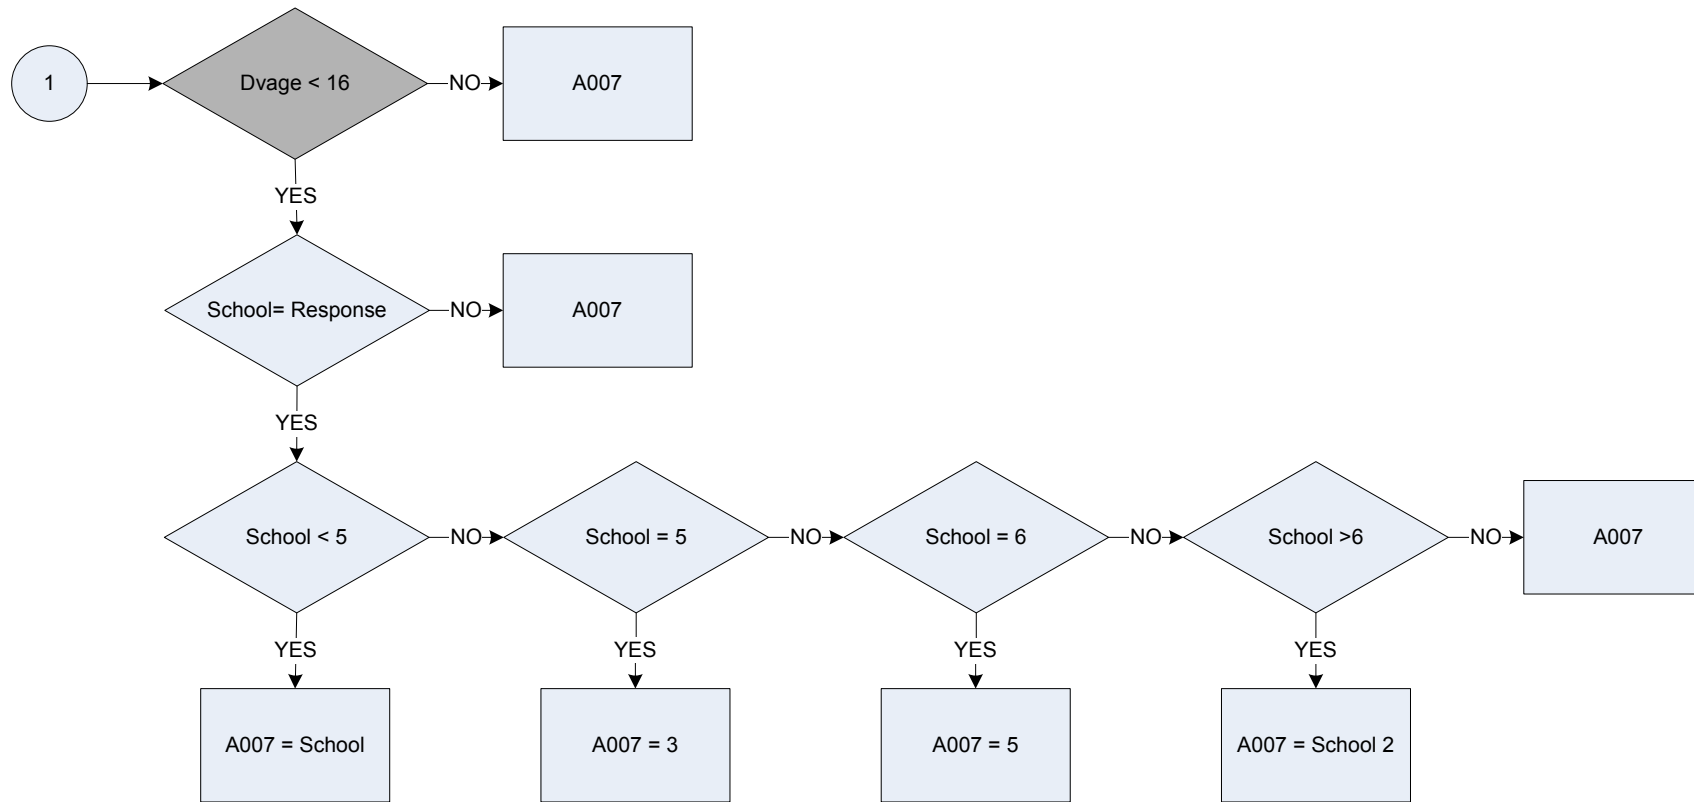 1
Dvage < 16
NO
A007
YES
School= Response
NO
A007
YES
School < 5
NO
School = 5
NO
School = 6
NO
School >6
NO
A007
YES
YES
YES
YES
A007 = School
A007 = 3
A007 = 5
A007 = School 2